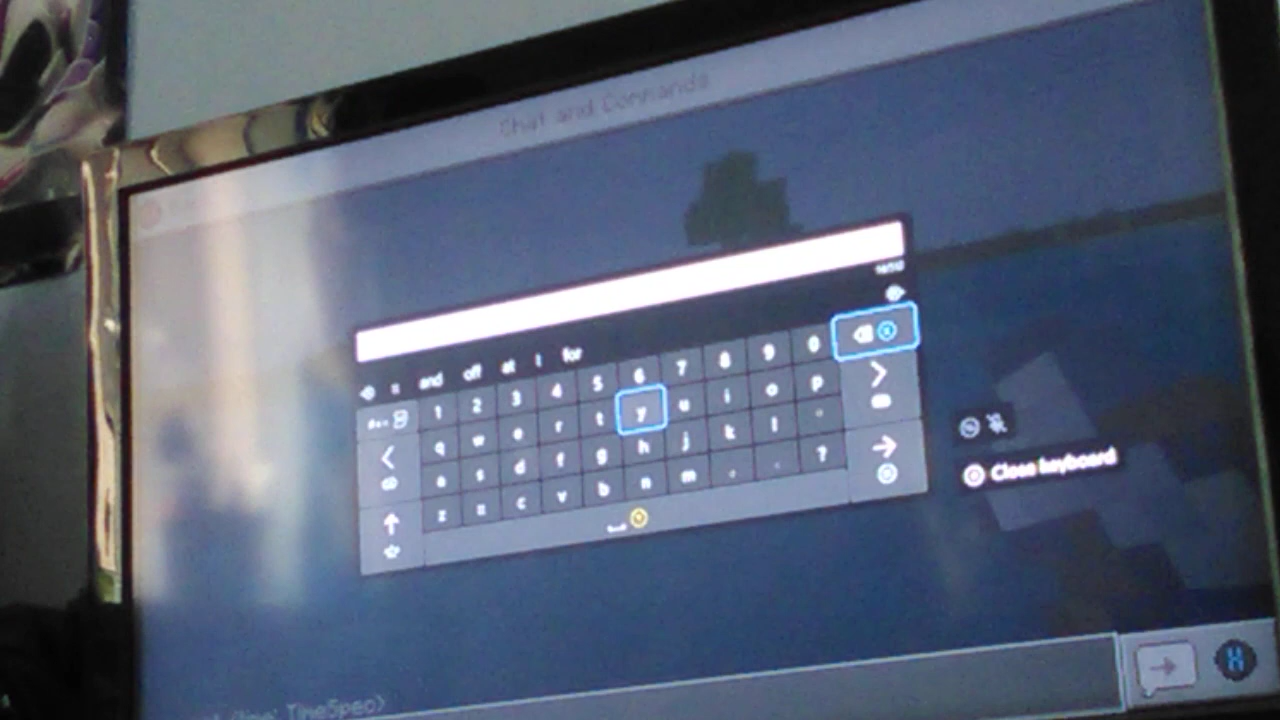 Chat and Commands
and off at I for
1 2 3 4 5 6 7 8 9 0
q w e r t y u i o p
a s d f g h j k l
z x c v b n m , . ?
Close keyboard
TimeSpec>